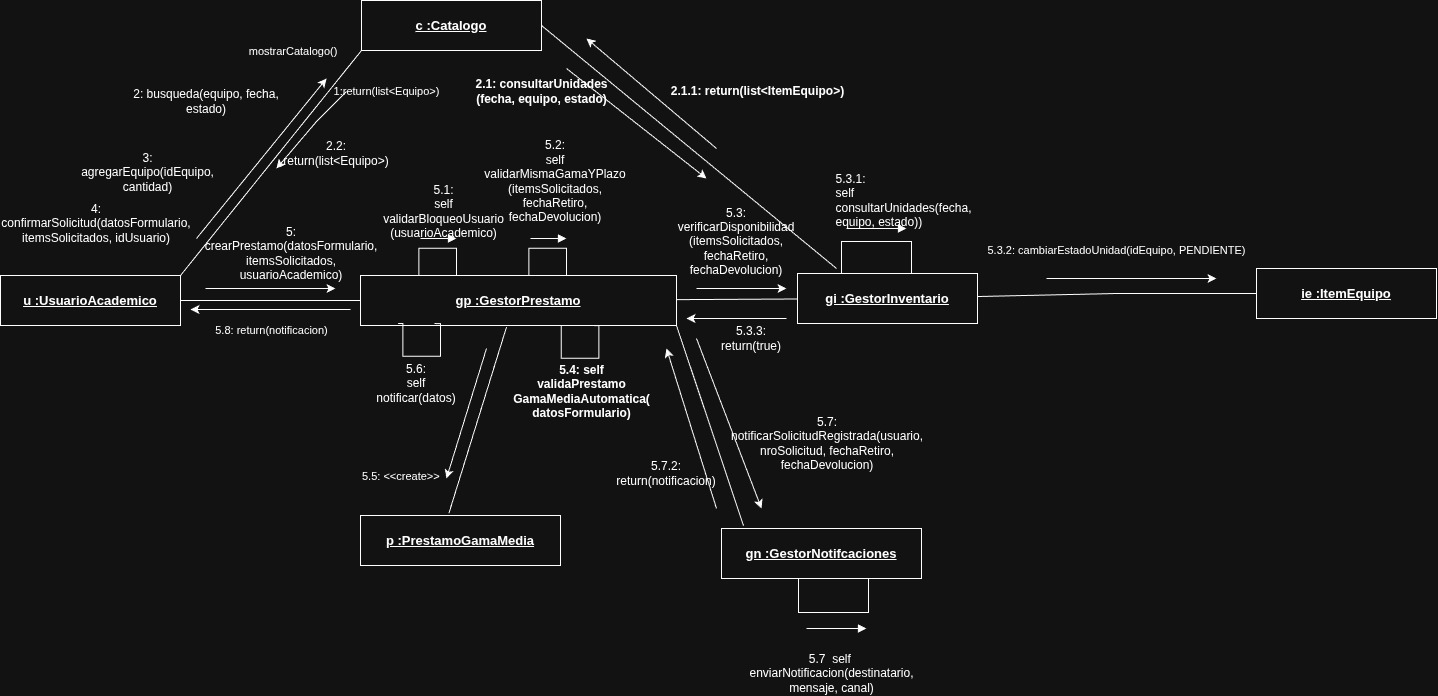 c :Catalogo
mostrarCatalogo()
2: busqueda(equipo, fecha,
estado)
1:return(list<Equipo>)
2.1: consultarUnidades
(fecha, equipo, estado)
2.1.1: return(list<ItemEquipo>)
2.2:
return(list<Equipo>)
3:
agregarEquipo(idEquipo,
cantidad)
4:
confirmarSolicitud(datosFormulario,
itemsSolicitados, idUsuario)
5:
crearPrestamo(datosFormulario,
itemsSolicitados,
usuarioAcademico)
5.1:
self
validarBloqueoUsuario
(usuarioAcademico)
5.2:
self
validarMismaGamaYPlazo
(itemsSolicitados,
fechaRetiro,
fechaDevolucion)
5.3:
verificarDisponibilidad
(itemsSolicitados,
fechaRetiro,
fechaDevolucion)
5.3.1:
self
consultarUnidades(fecha,
equipo, estado))
5.3.2: cambiarEstadoUnidad(idEquipo, PENDIENTE)
u :UsuarioAcademico
gp :GestorPrestamo
gi :GestorInventario
ie :ItemEquipo
5.8: return(notificacion)
5.3.3:
return(true)
5.6:
self
notificar(datos)
5.4: self
validaPrestamo
GamaMediaAutomatica(
datosFormulario)
5.7:
notificarSolicitudRegistrada(usuario,
nroSolicitud, fechaRetiro,
fechaDevolucion)
5.5: <<create>>
5.7.2:
return(notificacion)
p :PrestamoGamaMedia
gn :GestorNotifcaciones
5.7  self
enviarNotificacion(destinatario,
mensaje, canal)